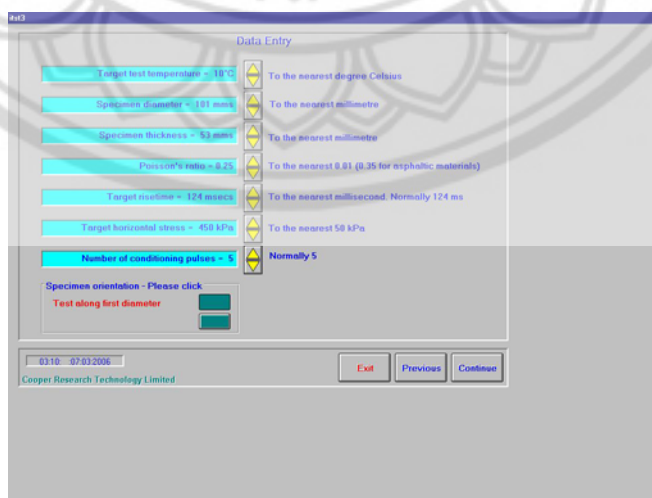 itst3
Data Entry
Target test temperature = 10°C
To the nearest degree Celsius
Specimen diameter = 101 mms
To the nearest millimetre
Specimen thickness = 53 mms
To the nearest millimetre
Poisson's ratio = 0.25
To the nearest 0.01 (0.35 for asphaltic materials)
Target risetime = 124 msecs
To the nearest millisecond. Normally 124 ms
Target horizontal stress = 450 kPa
To the nearest 50 kPa
Number of conditioning pulses = 5
Normally 5
Specimen orientation - Please click
Test along first diameter
03:10: :07:03:2006
Cooper Research Technology Limited
Exit
Previous
Continue